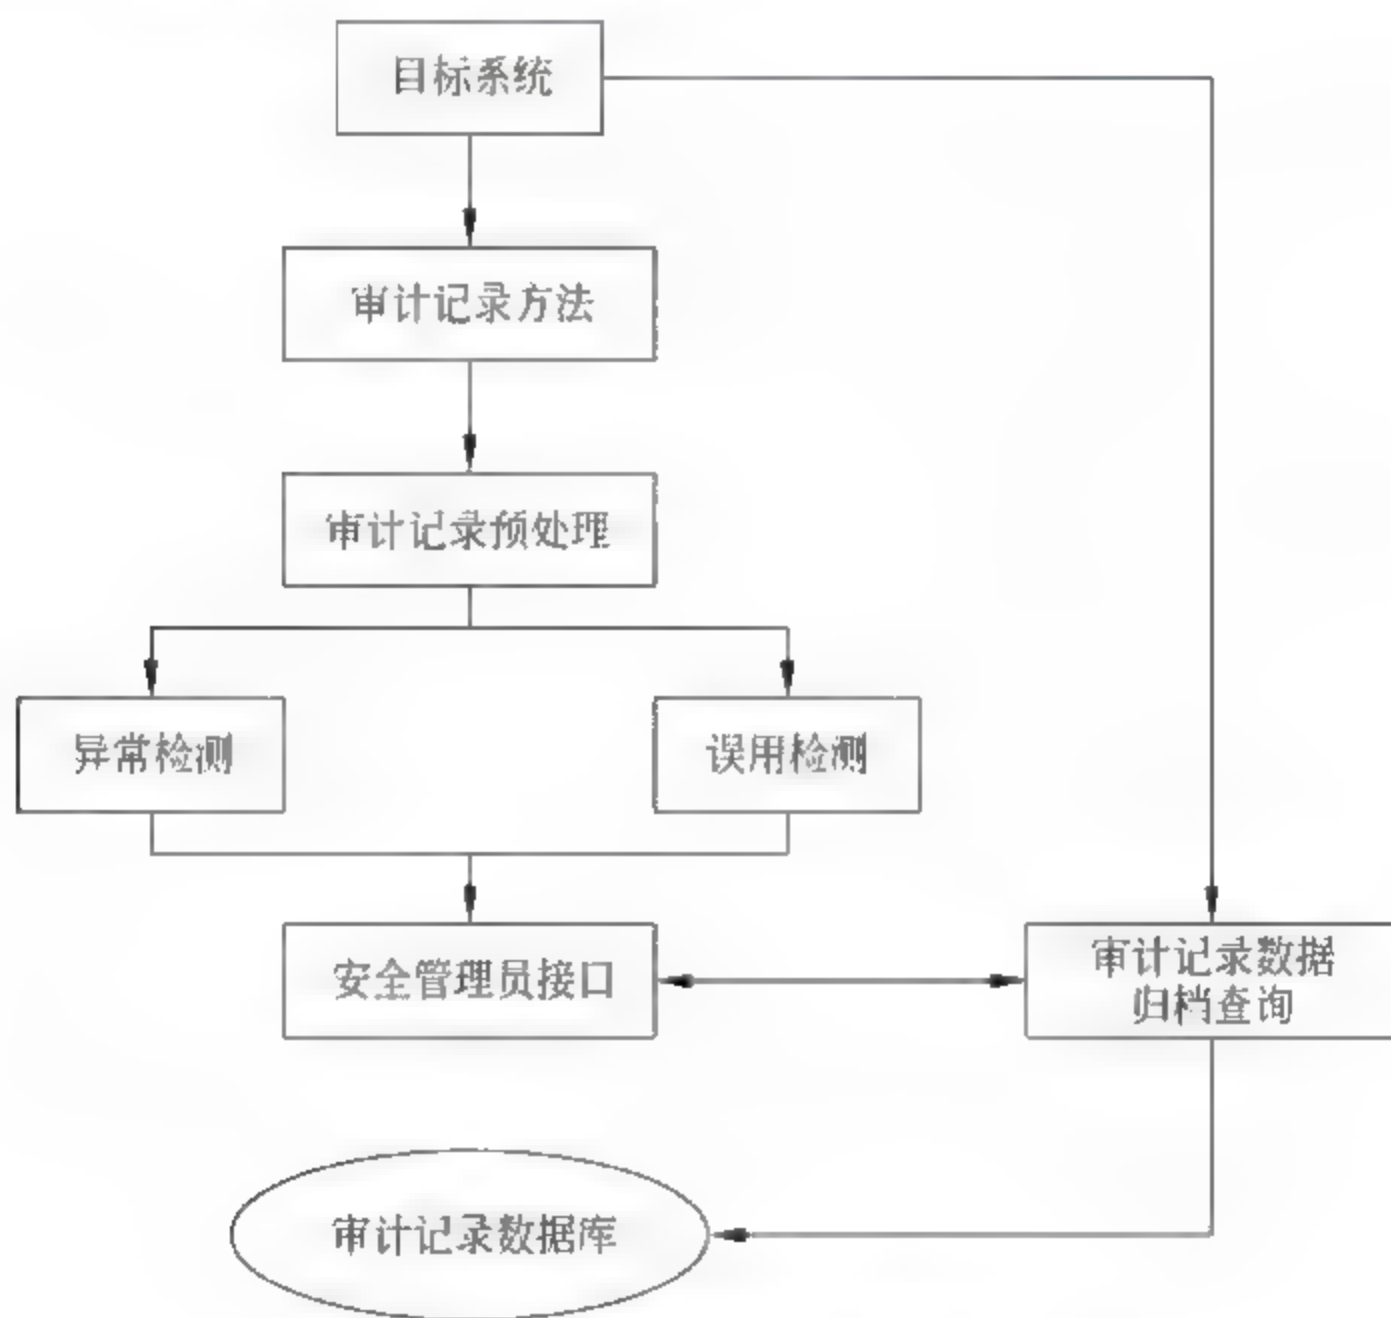 目标系统
审计记录方法
审计记录预处理
异常检测
误用检测
安全管理员接口
审计记录数据
归档查询
审计记录数据库